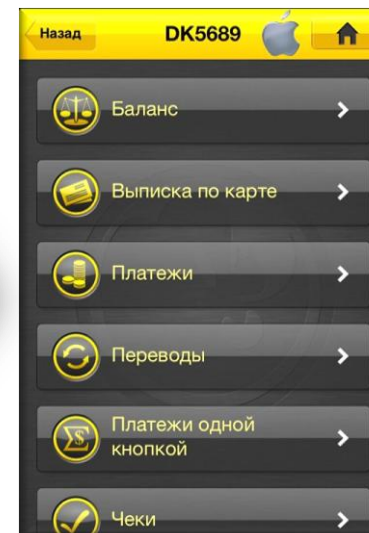 Назад
DK5689
Баланс
Выписка по карте
Платежи
Переводы
Платежи одной
кнопкой
Чеки